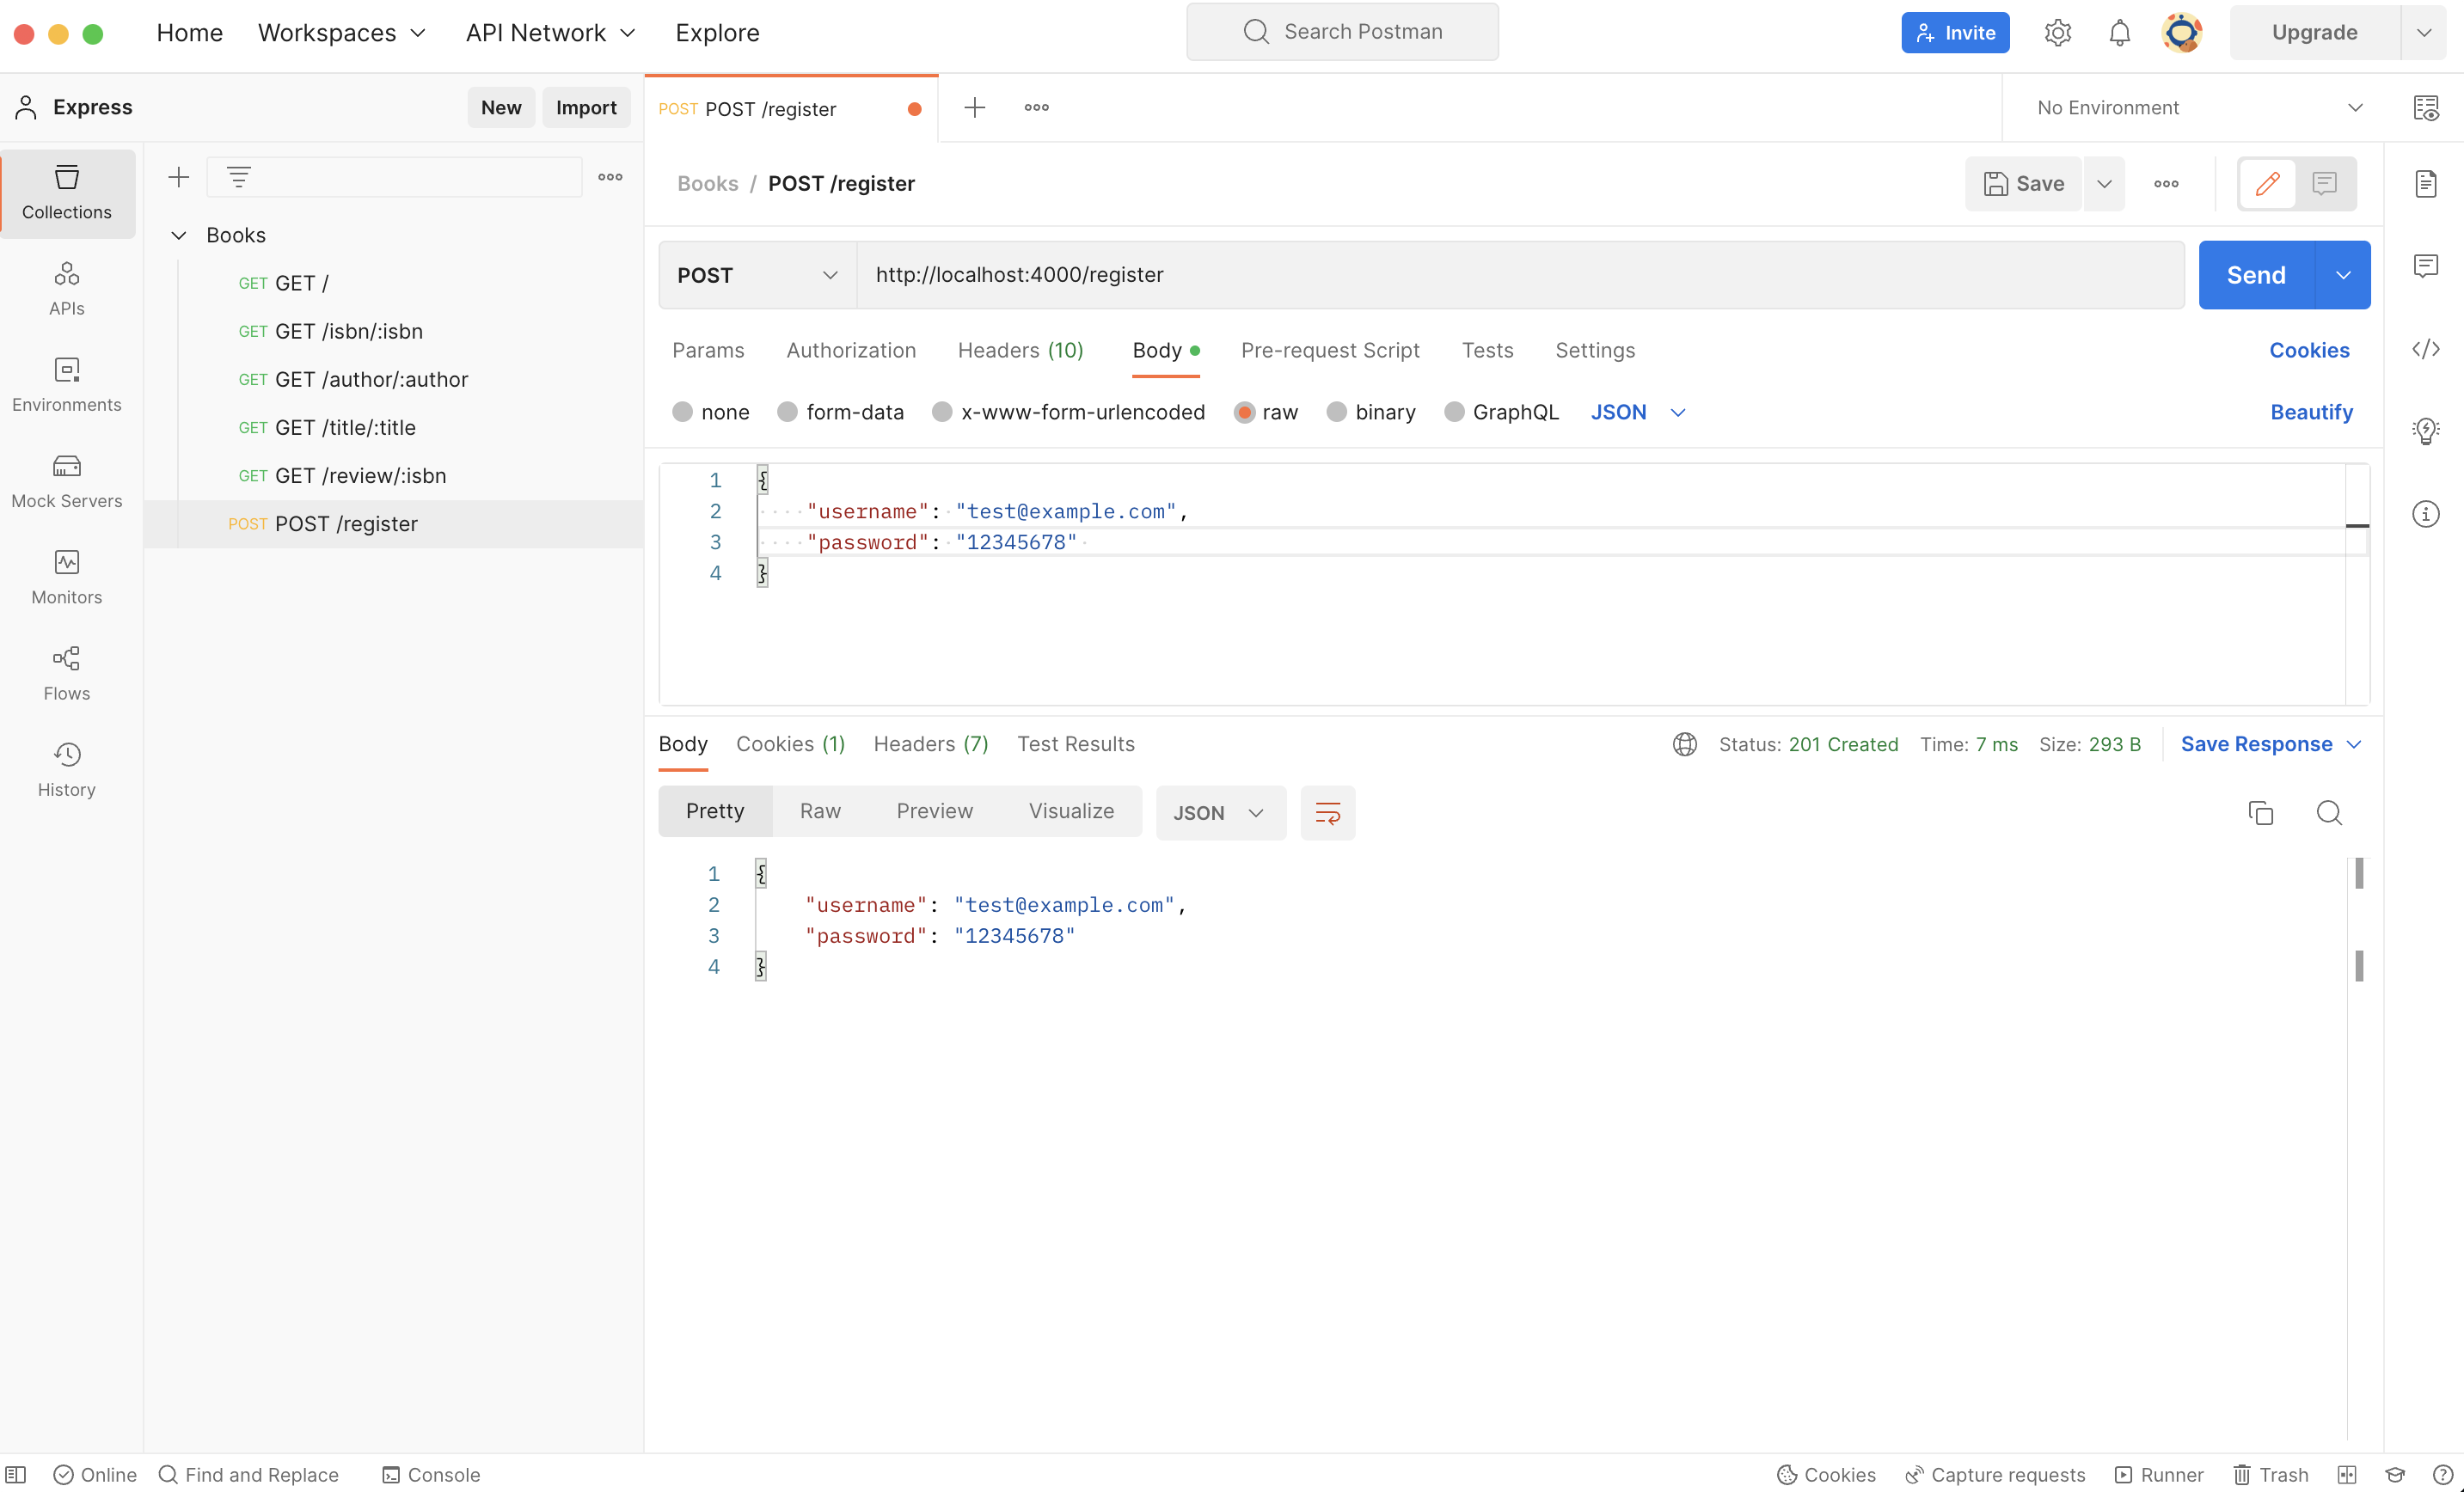 Home Workspaces API Network Explore Search Postman Invite Upgrade
Express New Import POST POST /register No Environment
Collections
APIs
Environments
Mock Servers
Monitors
Flows
History
Books
GET GET /
GET GET /isbn/:isbn
GET GET /author/:author
GET GET /title/:title
GET GET /review/:isbn
POST POST /register
Books / POST /register Save
POST http://localhost:4000/register Send
Params Authorization Headers (10) Body Pre-request Script Tests Settings Cookies
none form-data x-www-form-urlencoded raw binary GraphQL JSON Beautify
1 {
2 "username": "test@example.com",
3 "password": "12345678"
4 }
Body Cookies (1) Headers (7) Test Results Status: 201 Created Time: 7 ms Size: 293 B Save Response
Pretty Raw Preview Visualize JSON
1 {
2 "username": "test@example.com",
3 "password": "12345678"
4 }
Online Find and Replace Console Cookies Capture requests Runner Trash